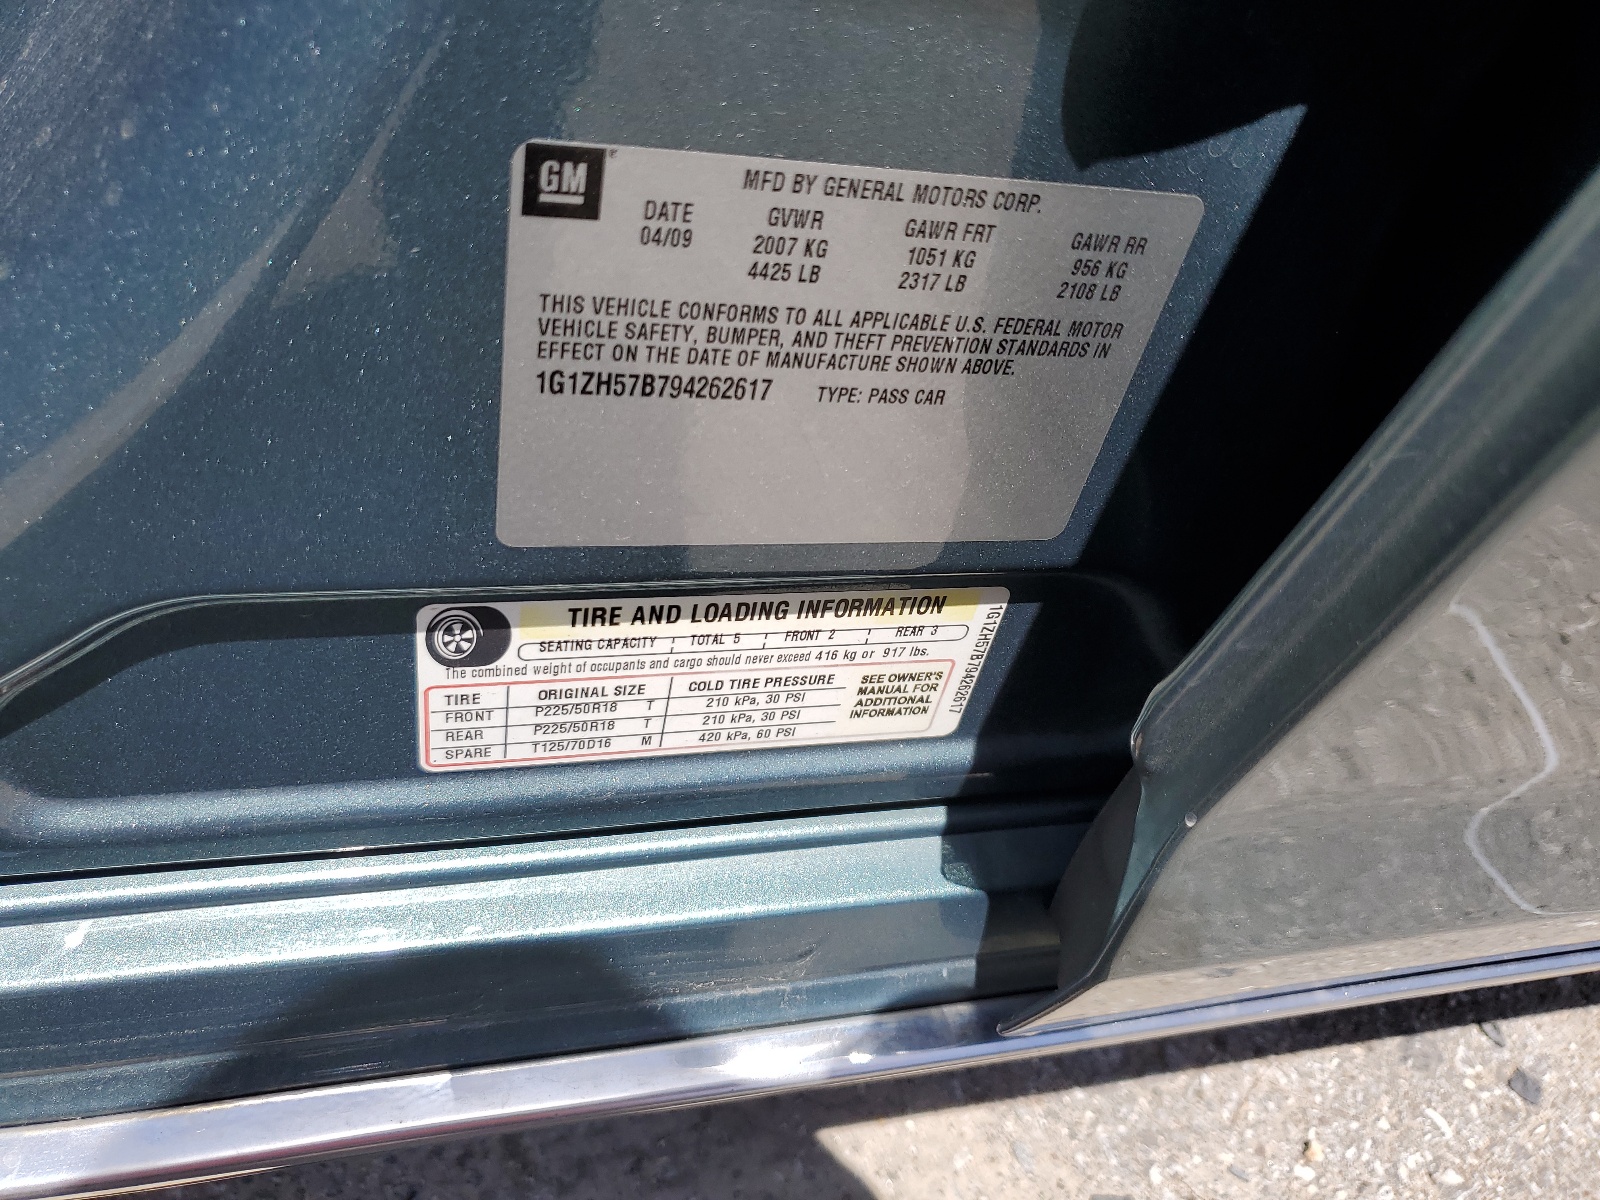 GM®
MFD BY GENERAL MOTORS CORP.
DATE GVWR GAWR FRT GAWR RR
04/09 2007 KG 1051 KG 956 KG
4425 LB 2317 LB 2108 LB
THIS VEHICLE CONFORMS TO ALL APPLICABLE U.S. FEDERAL MOTOR
VEHICLE SAFETY, BUMPER, AND THEFT PREVENTION STANDARDS IN
EFFECT ON THE DATE OF MANUFACTURE SHOWN ABOVE.
1G1ZH57B794262617 TYPE: PASS CAR
TIRE AND LOADING INFORMATION
SEATING CAPACITY TOTAL 5 FRONT 2 REAR 3
The combined weight of occupants and cargo should never exceed 416 kg or 917 lbs.
TIRE ORIGINAL SIZE COLD TIRE PRESSURE
FRONT P225/50R18 T 210 kPa, 30 PSI
REAR P225/50R18 T 210 kPa, 30 PSI
SPARE T125/70D16 M 420 kPa, 60 PSI
SEE OWNER'S
MANUAL FOR
ADDITIONAL
INFORMATION
1G1ZH57B794262617